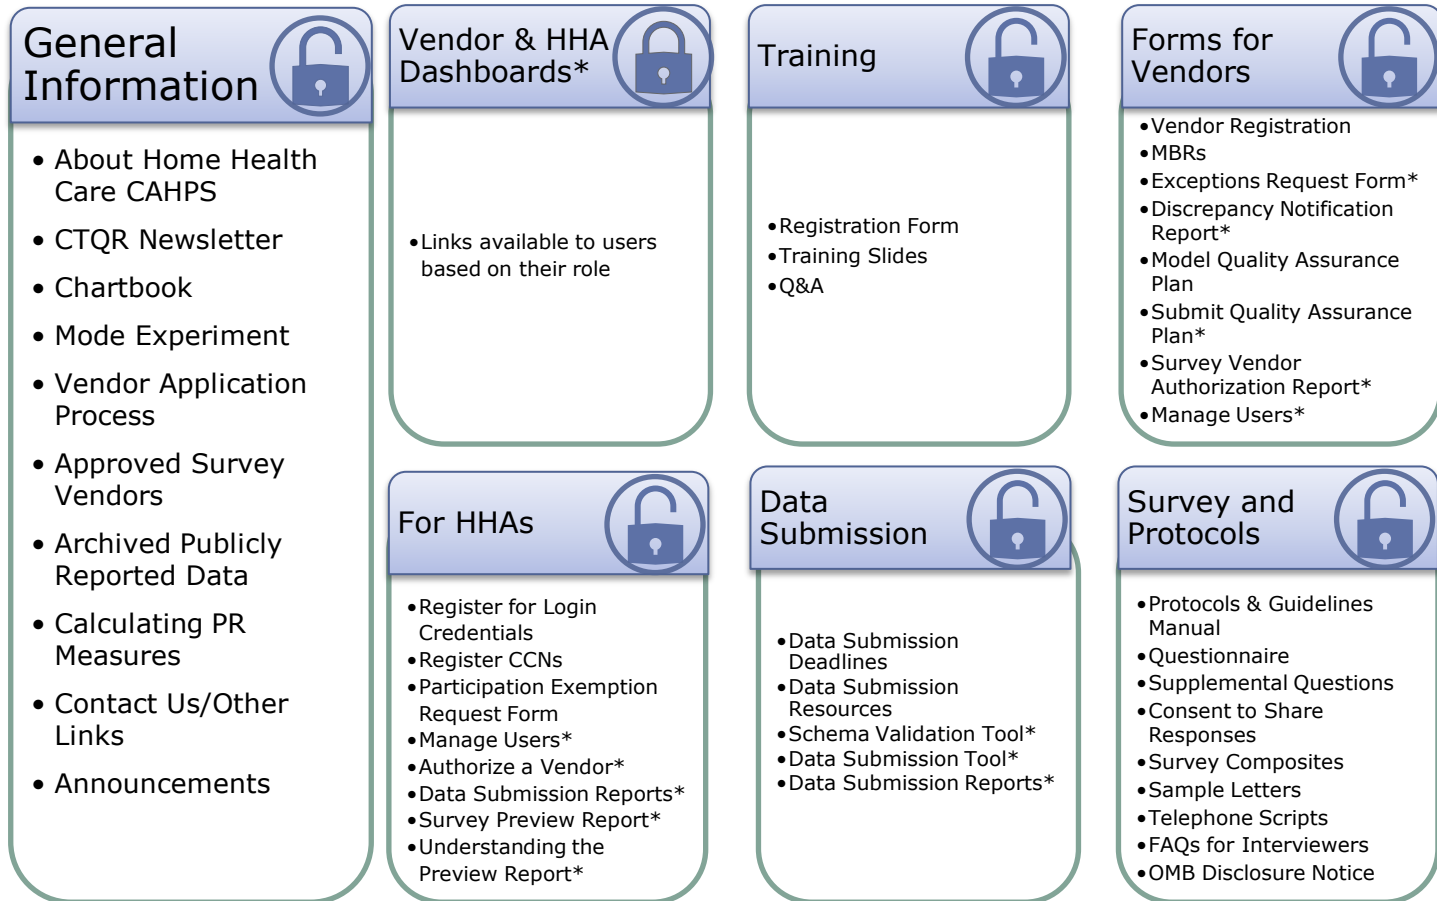 General
Information
• About Home Health
Care CAHPS
• CTQR Newsletter
• Chartbook
• Mode Experiment
• Vendor Application
Process
• Approved Survey
Vendors
• Archived Publicly
Reported Data
• Calculating PR
Measures
• Contact Us/Other
Links
• Announcements
Vendor & HHA
Dashboards*
•Links available to users
based on their role
Training
•Registration Form
•Training Slides
•Q&A
Forms for
Vendors
•Vendor Registration
•MBRs
•Exceptions Request Form*
•Discrepancy Notification
Report*
•Model Quality Assurance
Plan
•Submit Quality Assurance
Plan*
•Survey Vendor
Authorization Report*
•Manage Users*
For HHAs
•Register for Login
Credentials
•Register CCNs
•Participation Exemption
Request Form
•Manage Users*
•Authorize a Vendor*
•Data Submission Reports*
•Survey Preview Report*
•Understanding the
Preview Report*
Data
Submission
•Data Submission
Deadlines
•Data Submission
Resources
•Schema Validation Tool*
•Data Submission Tool*
•Data Submission Reports*
Survey and
Protocols
•Protocols & Guidelines
Manual
•Questionnaire
•Supplemental Questions
•Consent to Share
Responses
•Survey Composites
•Sample Letters
•Telephone Scripts
•FAQs for Interviewers
•OMB Disclosure Notice